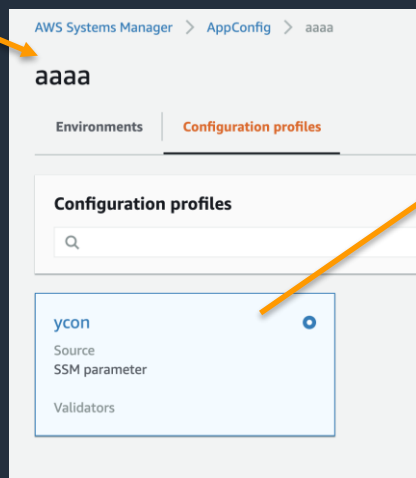 AWS Systems Manager > AppConfig > aaaa
aaaa
Environments Configuration profiles
Configuration profiles
ycon
Source
SSM parameter
Validators